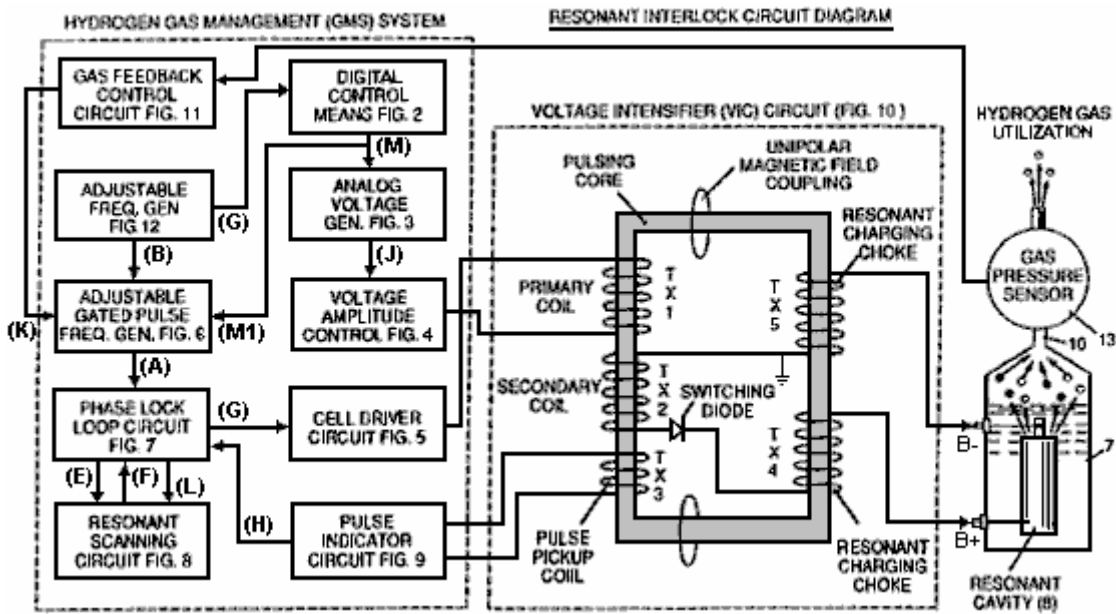 HYDROGEN GAS MANAGEMENT (GMS) SYSTEM
RESONANT INTERLOCK CIRCUIT DIAGRAM
GAS FEEDBACK
CONTROL
CIRCUIT FIG. 11
DIGITAL
CONTROL
MEANS FIG. 2
(M)
ADJUSTABLE
FREQ. GEN
FIG.12
(G)
ANALOG
VOLTAGE
GEN. FIG. 3
(B)
(J)
(K)
ADJUSTABLE
GATED PULSE
FREQ. GEN. FIG. 6
(M1)
VOLTAGE
AMPLITUDE
CONTROL FIG. 4
(A)
PHASE LOCK
LOOP CIRCUIT
FIG. 7
(G)
CELL DRIVER
CIRCUIT FIG. 5
(E)
(F)
(L)
(H)
RESONANT
SCANNING
CIRCUIT FIG. 8
PULSE
INDICATOR
CIRCUIT FIG. 9
VOLTAGE INTENSIFIER (VIC) CIRCUIT (FIG. 10 )
PULSING
CORE
UNIPOLAR
MAGNETIC FIELD
COUPLING
RESONANT
CHARGING
CHOKE
PRIMARY
COIL
TX1
TX5
SECONDARY
COIL
TX2
SWITCHING
DIODE
TX4
TX3
PULSE
PICKUP
COIL
RESONANT
CHARGING
CHOKE
HYDROGEN GAS
UTILIZATION
GAS
PRESSURE
SENSOR
13
10
B-
7
B+
RESONANT
CAVITY (8)